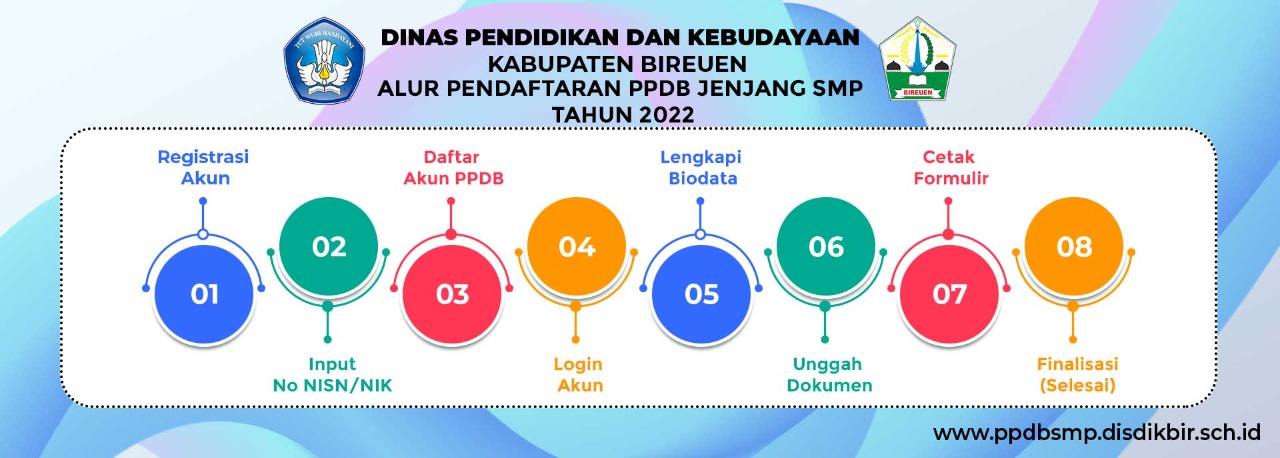 TUT WURI HANDAYANI
DINAS PENDIDIKAN DAN KEBUDAYAAN
KABUPATEN BIREUEN
ALUR PENDAFTARAN PPDB JENJANG SMP
TAHUN 2022
BIREUEN
Registrasi
Akun
01
02
Input
No NISN/NIK
Daftar
Akun PPDB
03
04
Login
Akun
Lengkapi
Biodata
05
06
Unggah
Dokumen
Cetak
Formulir
07
08
Finalisasi
(Selesai)
www.ppdbsmp.disdikbir.sch.id